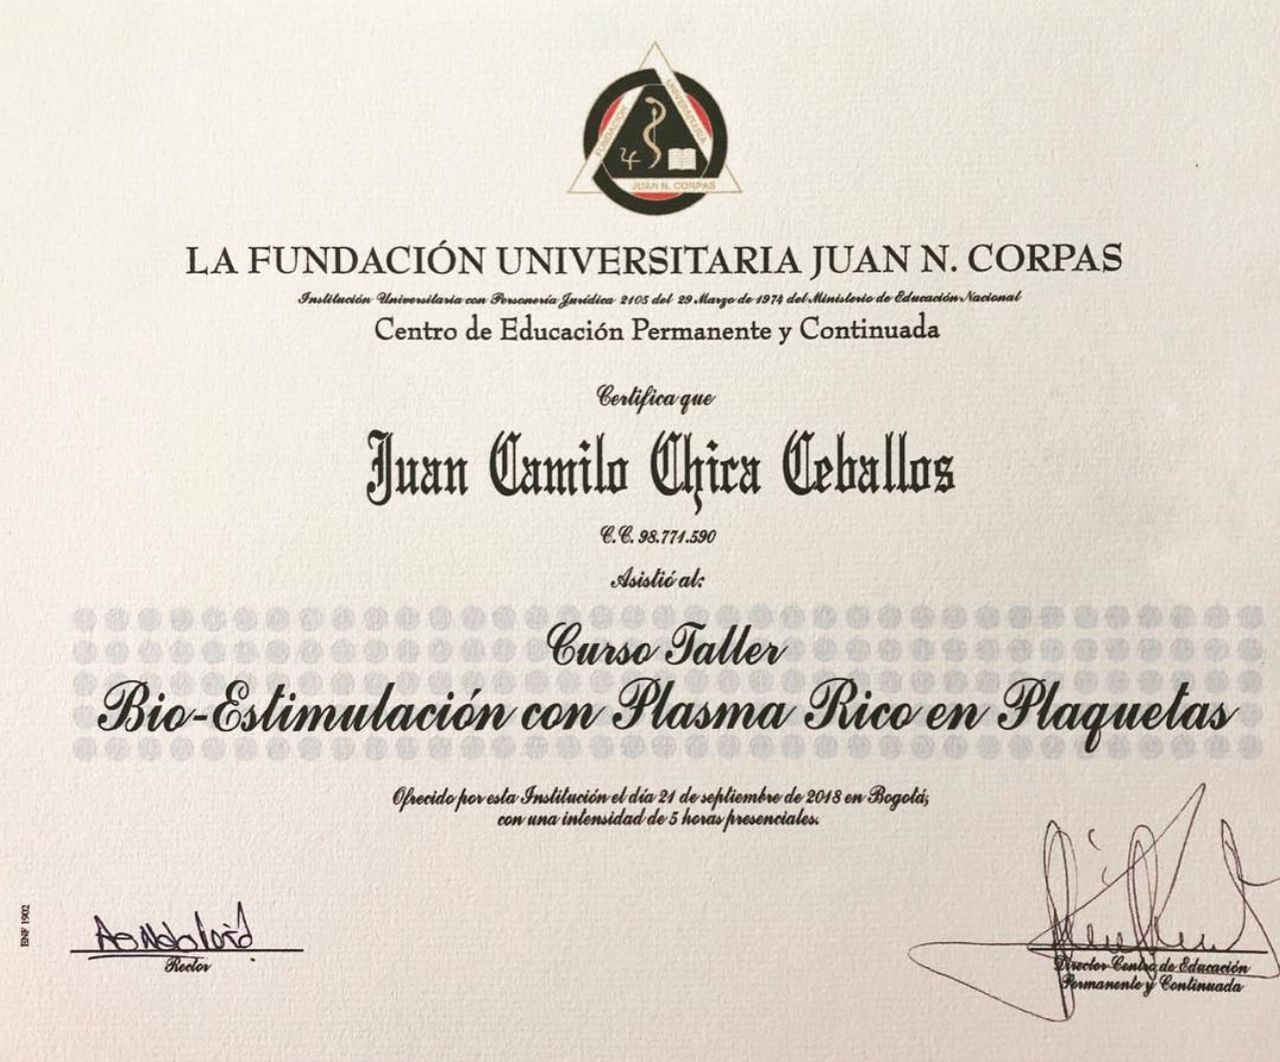 FUNDACIÓN UNIVERSITARIA
JUAN N. CORPAS
LA FUNDACIÓN UNIVERSITARIA JUAN N. CORPAS
Institución Universitaria con Personería Jurídica 2105 del 29 Marzo de 1974 del Ministerio de Educación Nacional
Centro de Educación Permanente y Continuada
Certifica que
Juan Camilo Chica Ceballos
C.C. 98.771.590
Asistió al:
Curso Taller
Bio-Estimulación con Plasma Rico en Plaquetas
Ofrecido por esta Institución el día 21 de septiembre de 2018 en Bogotá,
con una intensidad de 5 horas presenciales.
ENF 1902
Rector
Director Centro de Educación
Permanente y Continuada